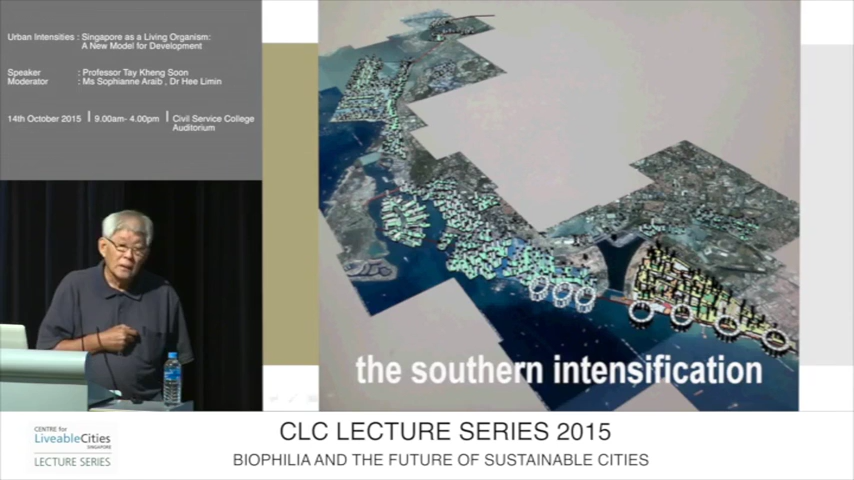 Urban Intensities : Singapore as a Living Organism:
A New Model for Development
Speaker : Professor Tay Kheng Soon
Moderator : Ms Sophianne Araib , Dr Hee Limin
14th October 2015 | 9.00am- 4.00pm | Civil Service College
Auditorium
the southern intensification
CENTRE for
LiveableCities
SINGAPORE
LECTURE SERIES
CLC LECTURE SERIES 2015
BIOPHILIA AND THE FUTURE OF SUSTAINABLE CITIES